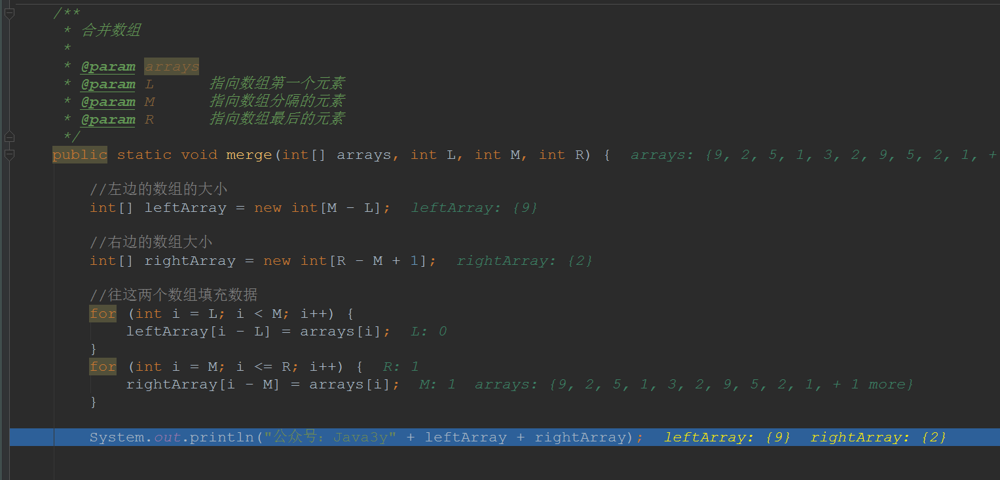 /**
* 合并数组
*
* @param arrays
* @param L 指向数组第一个元素
* @param M 指向数组分隔的元素
* @param R 指向数组最后的元素
*/
public static void merge(int[] arrays, int L, int M, int R) { arrays: {9, 2, 5, 1, 3, 2, 9, 5, 2, 1, +
//左边的数组的大小
int[] leftArray = new int[M - L]; leftArray: {9}
//右边的数组大小
int[] rightArray = new int[R - M + 1]; rightArray: {2}
//往这两个数组填充数据
for (int i = L; i < M; i++) {
leftArray[i - L] = arrays[i]; L: 0
}
for (int i = M; i <= R; i++) { R: 1
rightArray[i - M] = arrays[i]; M: 1 arrays: {9, 2, 5, 1, 3, 2, 9, 5, 2, 1, + 1 more}
}
System.out.println("公众号：Java3y" + leftArray + rightArray); leftArray: {9} rightArray: {2}